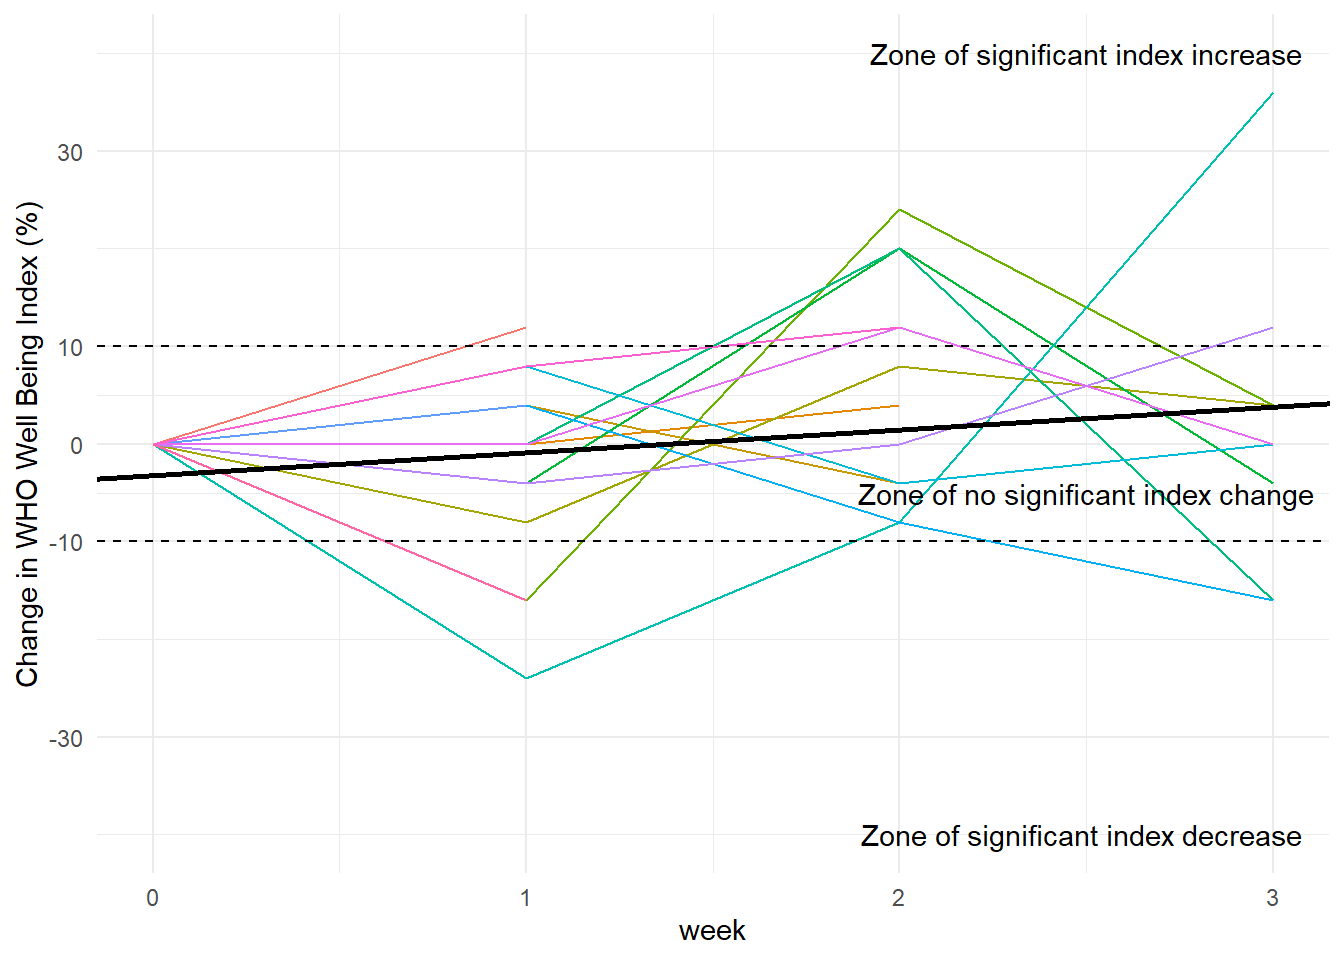 Zone of significant index increase
30
10
0
Zone of no significant index change
-10
-30
Zone of significant index decrease
0 1 2 3
week
Change in WHO Well Being Index (%)